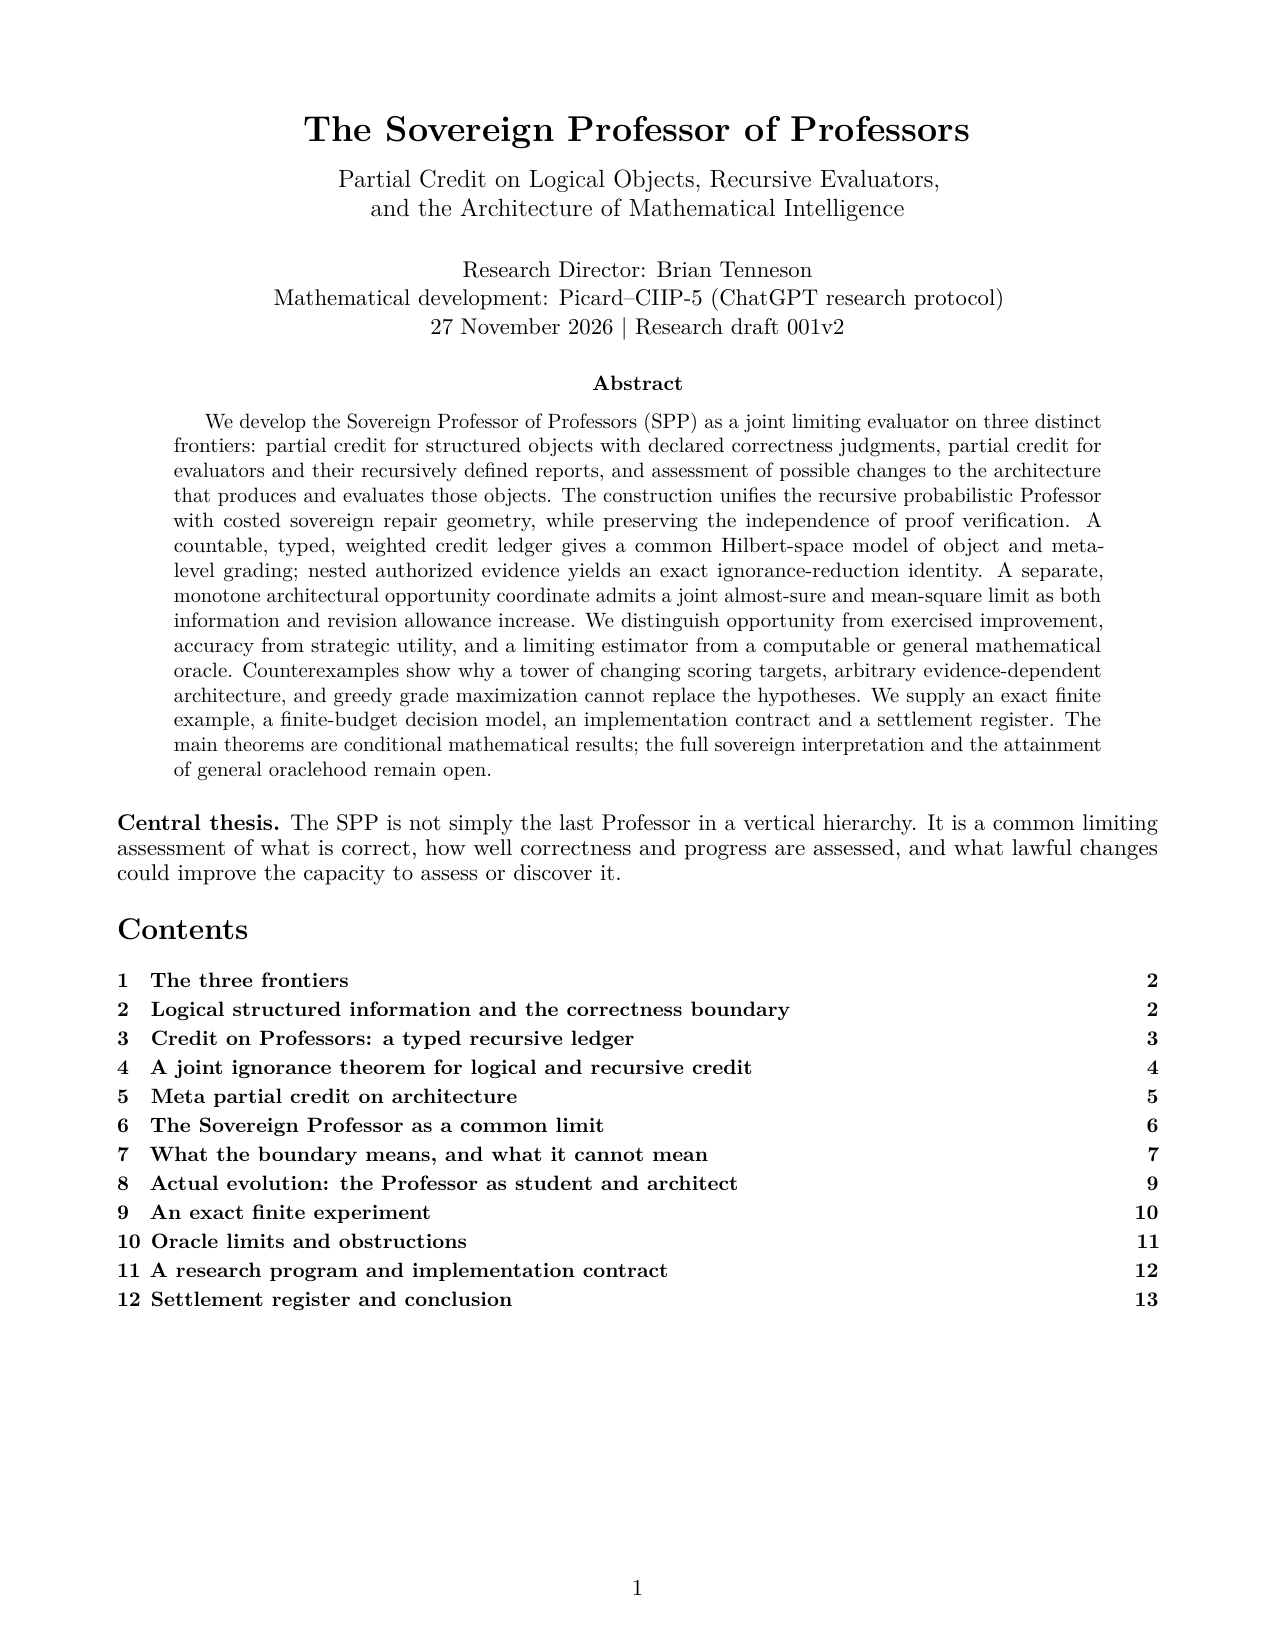 The Sovereign Professor of Professors
Partial Credit on Logical Objects, Recursive Evaluators,
and the Architecture of Mathematical Intelligence
Research Director: Brian Tenneson
Mathematical development: Picard–CIIP-5 (ChatGPT research protocol)
27 November 2026 | Research draft 001v2
Abstract
We develop the Sovereign Professor of Professors (SPP) as a joint limiting evaluator on three distinct
frontiers: partial credit for structured objects with declared correctness judgments, partial credit for
evaluators and their recursively defined reports, and assessment of possible changes to the architecture
that produces and evaluates those objects. The construction unifies the recursive probabilistic Professor
with costed sovereign repair geometry, while preserving the independence of proof verification. A
countable, typed, weighted credit ledger gives a common Hilbert-space model of object and meta-
level grading; nested authorized evidence yields an exact ignorance-reduction identity. A separate,
monotone architectural opportunity coordinate admits a joint almost-sure and mean-square limit as both
information and revision allowance increase. We distinguish opportunity from exercised improvement,
accuracy from strategic utility, and a limiting estimator from a computable or general mathematical
oracle. Counterexamples show why a tower of changing scoring targets, arbitrary evidence-dependent
architecture, and greedy grade maximization cannot replace the hypotheses. We supply an exact finite
example, a finite-budget decision model, an implementation contract and a settlement register. The
main theorems are conditional mathematical results; the full sovereign interpretation and the attainment
of general oraclehood remain open.
Central thesis. The SPP is not simply the last Professor in a vertical hierarchy. It is a common limiting
assessment of what is correct, how well correctness and progress are assessed, and what lawful changes
could improve the capacity to assess or discover it.
Contents
1 The three frontiers 2
2 Logical structured information and the correctness boundary 2
3 Credit on Professors: a typed recursive ledger 3
4 A joint ignorance theorem for logical and recursive credit 4
5 Meta partial credit on architecture 5
6 The Sovereign Professor as a common limit 6
7 What the boundary means, and what it cannot mean 7
8 Actual evolution: the Professor as student and architect 9
9 An exact finite experiment 10
10 Oracle limits and obstructions 11
11 A research program and implementation contract 12
12 Settlement register and conclusion 13
1